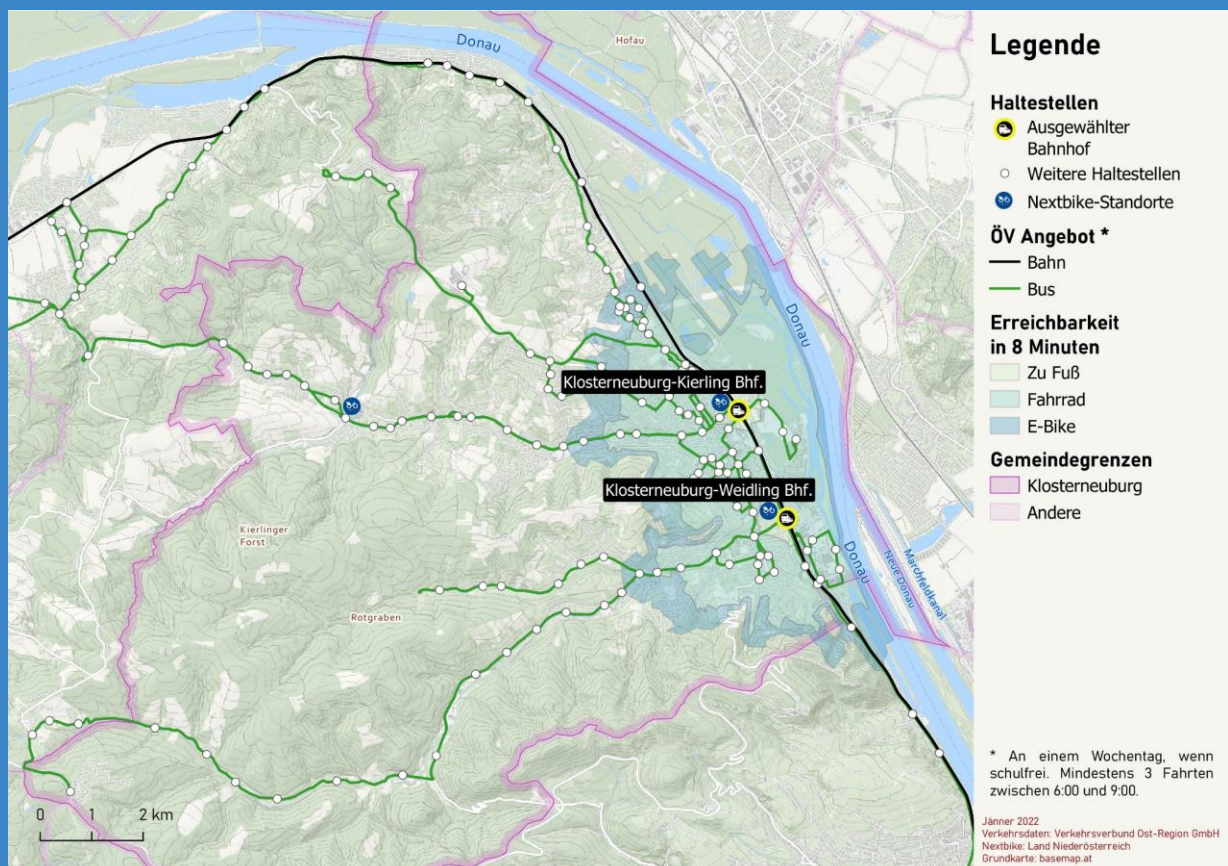 Donau
Hofau
Donau
Klosterneuburg-Kierling Bhf.
Klosterneuburg-Weidling Bhf.
Kierlinger
Forst
Rotgraben
Donau
Neue Donau
Marchfeldkanal
0 1 2 km
Legende
Haltestellen
Ausgewählter
Bahnhof
Weitere Haltestellen
Nextbike-Standorte
ÖV Angebot *
Bahn
Bus
Erreichbarkeit
in 8 Minuten
Zu Fuß
Fahrrad
E-Bike
Gemeindegrenzen
Klosterneuburg
Andere
* An einem Wochentag, wenn
schulfrei. Mindestens 3 Fahrten
zwischen 6:00 und 9:00.
Jänner 2022
Verkehrsdaten: Verkehrsverbund Ost-Region GmbH
Nextbike: Land Niederösterreich
Grundkarte: basemap.at